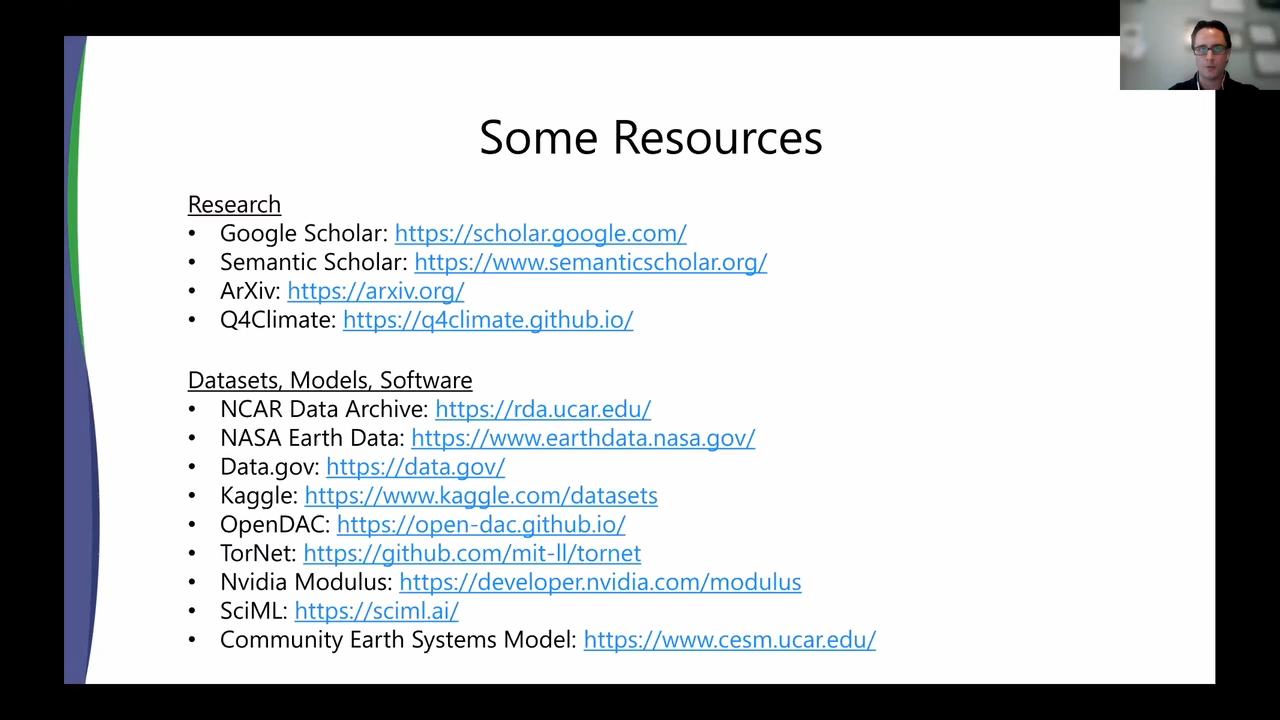 Some Resources
Research
• Google Scholar: https://scholar.google.com/
• Semantic Scholar: https://www.semanticscholar.org/
• ArXiv: https://arxiv.org/
• Q4Climate: https://q4climate.github.io/
Datasets, Models, Software
• NCAR Data Archive: https://rda.ucar.edu/
• NASA Earth Data: https://www.earthdata.nasa.gov/
• Data.gov: https://data.gov/
• Kaggle: https://www.kaggle.com/datasets
• OpenDAC: https://open-dac.github.io/
• TorNet: https://github.com/mit-ll/tornet
• Nvidia Modulus: https://developer.nvidia.com/modulus
• SciML: https://sciml.ai/
• Community Earth Systems Model: https://www.cesm.ucar.edu/